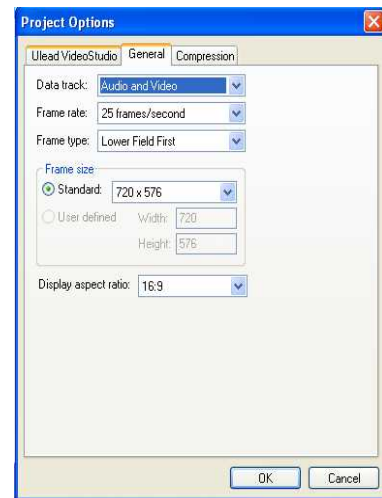 Project Options
Ulead VideoStudio General Compression
Data track: Audio and Video
Frame rate: 25 frames/second
Frame type: Lower Field First
Frame size
Standard: 720 x 576
User defined Width: 720
Height: 576
Display aspect ratio: 16:9
OK Cancel